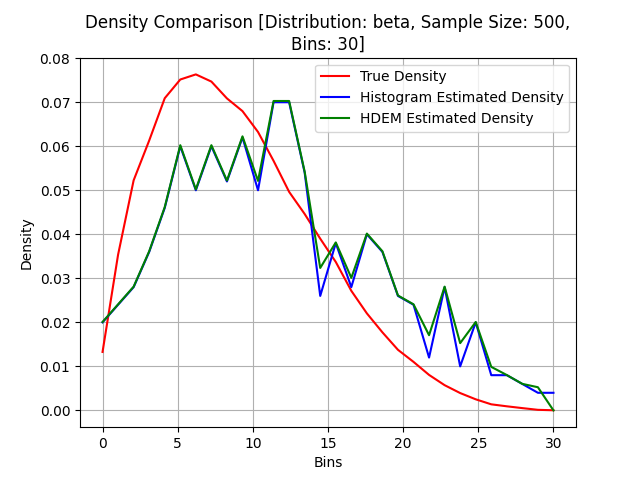 Density Comparison [Distribution: beta, Sample Size: 500,
Bins: 30]
True Density
Histogram Estimated Density
HDEM Estimated Density
Density
0.08
0.07
0.06
0.05
0.04
0.03
0.02
0.01
0.00
0 5 10 15 20 25 30
Bins